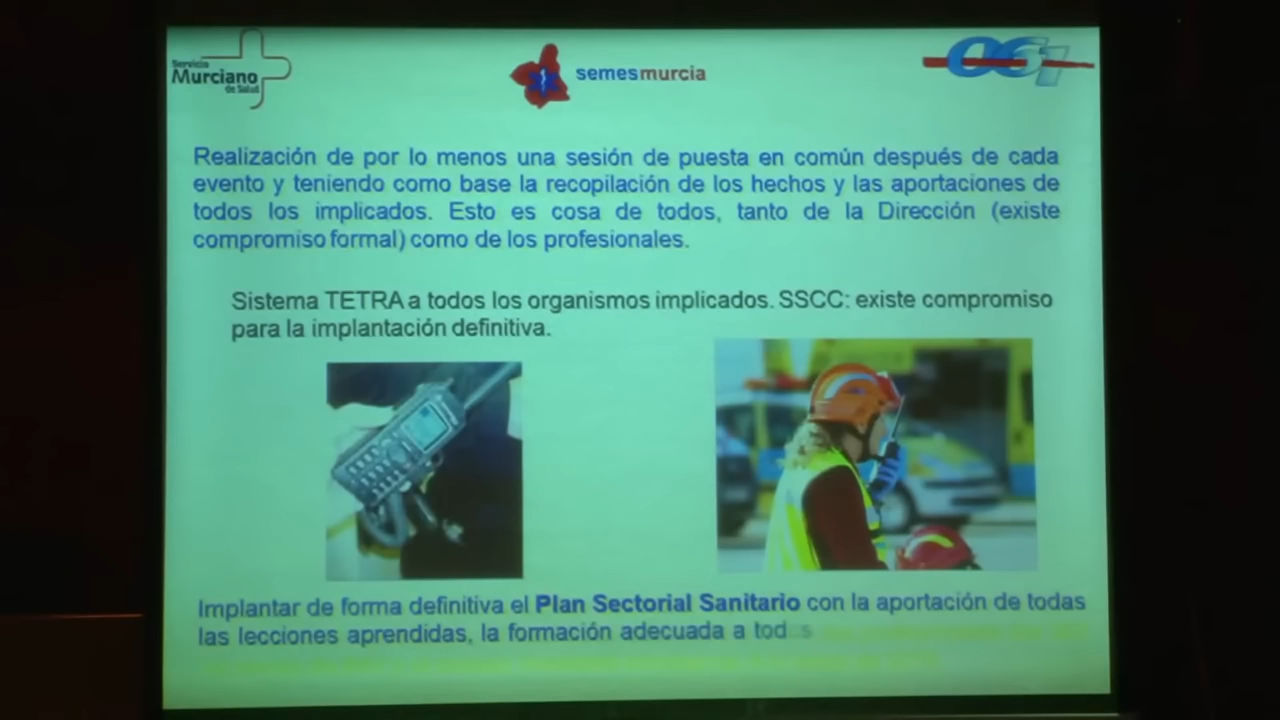 Servicio
Murciano
de Salud
semesmurcia
061
Realización de por lo menos una sesión de puesta en común después de cada
evento y teniendo como base la recopilación de los hechos y las aportaciones de
todos los implicados. Esto es cosa de todos, tanto de la Dirección (existe
compromiso formal) como de los profesionales.
Sistema TETRA a todos los organismos implicados. SSCC: existe compromiso
para la implantación definitiva.
Implantar de forma definitiva el Plan Sectorial Sanitario con la aportación de todas
las lecciones aprendidas, la formación adecuada a todos